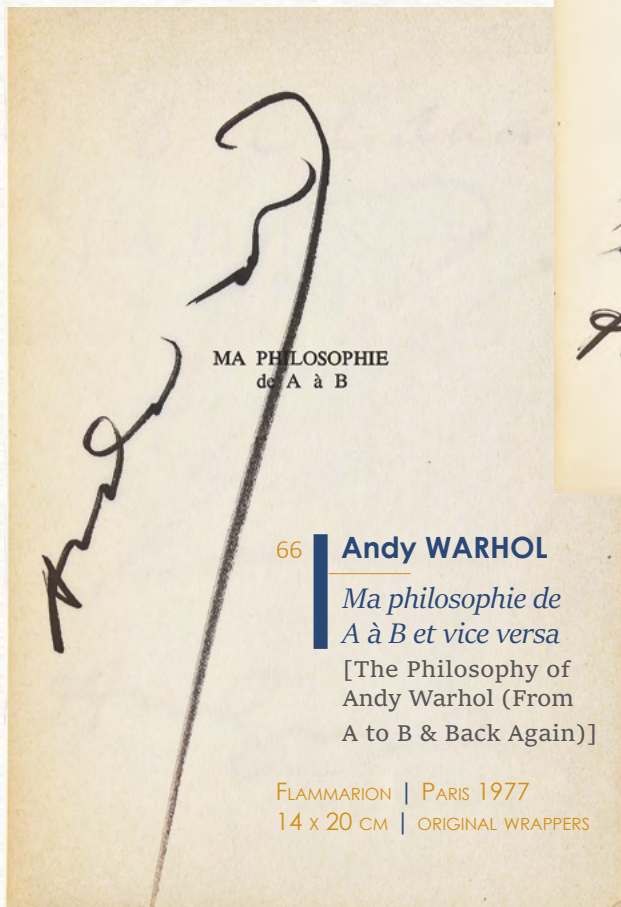 MA PHILOSOPHIE
de A à B
66
Andy WARHOL
Ma philosophie de
A à B et vice versa
[The Philosophy of
Andy Warhol (From
A to B & Back Again)]
Flammarion | Paris 1977
14 x 20 cm | original wrappers